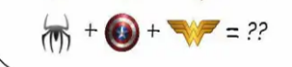 + + = ??